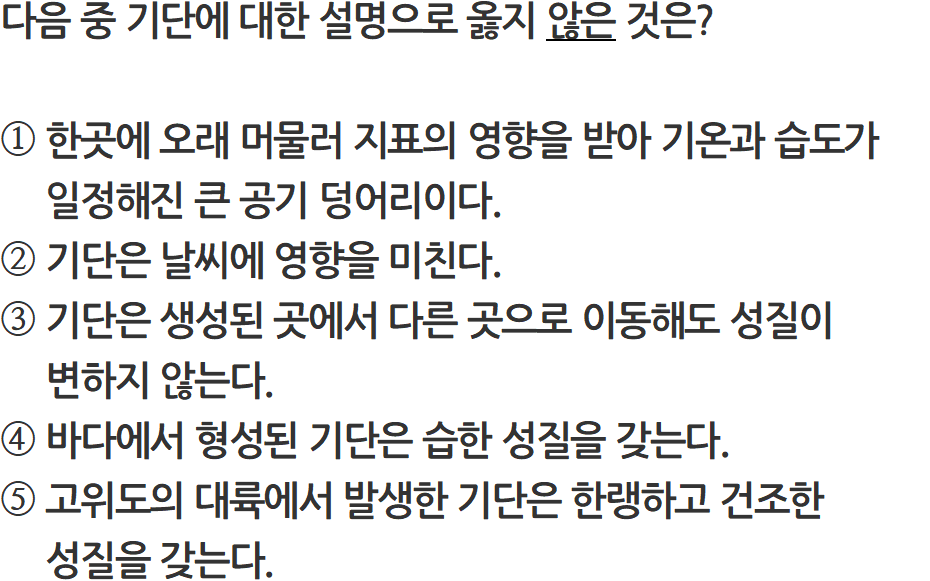 다음 중 기단에 대한 설명으로 옳지 않은 것은?
① 한곳에 오래 머물러 지표의 영향을 받아 기온과 습도가
일정해진 큰 공기 덩어리이다.
② 기단은 날씨에 영향을 미친다.
③ 기단은 생성된 곳에서 다른 곳으로 이동해도 성질이
변하지 않는다.
④ 바다에서 형성된 기단은 습한 성질을 갖는다.
⑤ 고위도의 대륙에서 발생한 기단은 한랭하고 건조한
성질을 갖는다.